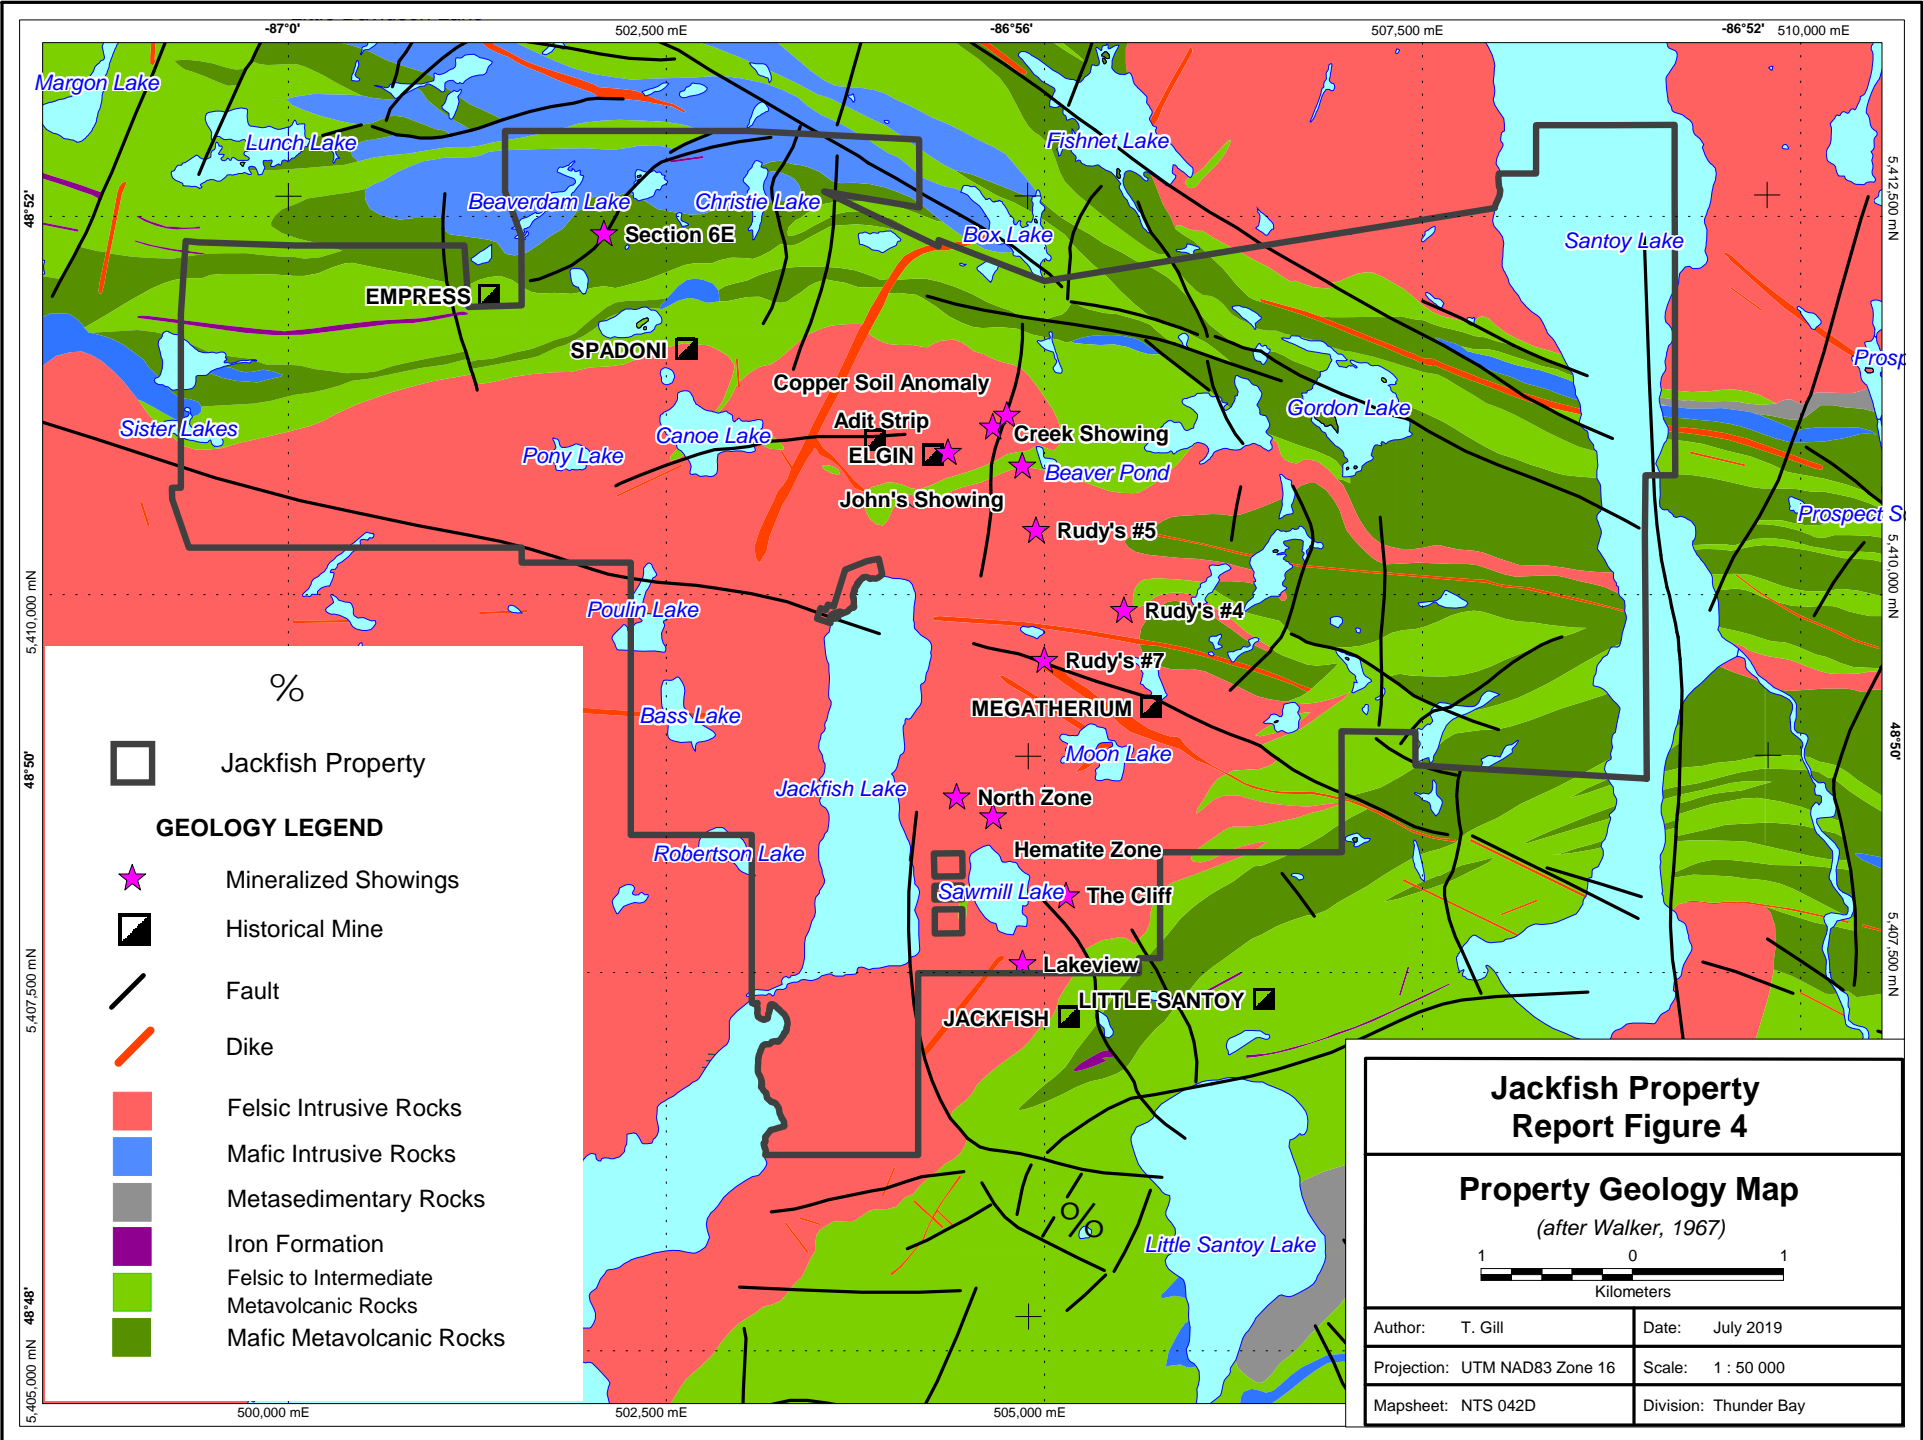 -87°0'
502,500 mE
-86°56'
507,500 mE
-86°52'
510,000 mE
Margon Lake
Lunch Lake
Fishnet Lake
48°52'
5,412,500 mN
Beaverdam Lake
Christie Lake
Section 6E
Box Lake
Santoy Lake
EMPRESS
SPADONI
Prosp
Copper Soil Anomaly
Gordon Lake
Sister Lakes
Adit Strip
Canoe Lake
Creek Showing
Pony Lake
ELGIN
Beaver Pond
John's Showing
Prospect S
Rudy's #5
5,410,000 mN
5,410,000 mN
Poulin Lake
Rudy's #4
Rudy's #7
%
MEGATHERIUM
Bass Lake
48°50'
48°50'
Moon Lake
Jackfish Property
Jackfish Lake
North Zone
GEOLOGY LEGEND
Robertson Lake
Hematite Zone
Mineralized Showings
Sawmill Lake
The Cliff
Historical Mine
5,407,500 mN
Lakeview
5,407,500 mN
Fault
LITTLE SANTOY
JACKFISH
Dike
Felsic Intrusive Rocks
Mafic Intrusive Rocks
Metasedimentary Rocks
Iron Formation
Felsic to Intermediate
Metavolcanic Rocks
Mafic Metavolcanic Rocks
%
Little Santoy Lake
48°48'
5,405,000 mN
500,000 mE
502,500 mE
505,000 mE
Jackfish Property
Report Figure 4
Property Geology Map
(after Walker, 1967)
1 0 1
Kilometers
Author: T. Gill
Date: July 2019
Projection: UTM NAD83 Zone 16
Scale: 1 : 50 000
Mapsheet: NTS 042D
Division: Thunder Bay